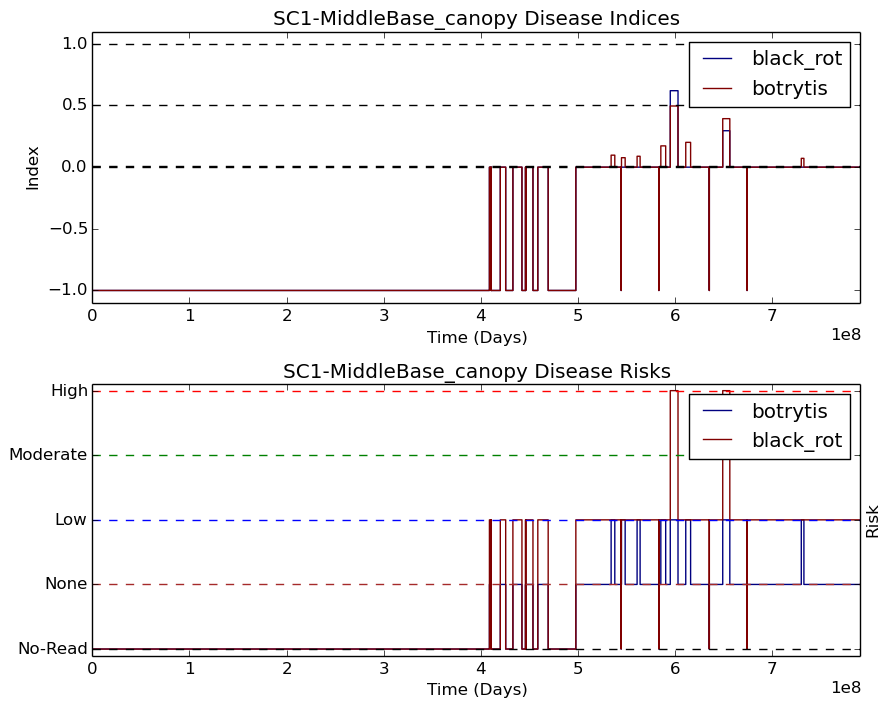 SC1-MiddleBase_canopy Disease Indices
1.0
0.5
0.0
−0.5
−1.0
Index
black_rot
botrytis
0 1 2 3 4 5 6 7
1e8
Time (Days)
SC1-MiddleBase_canopy Disease Risks
High
Moderate
Low
None
No-Read
botrytis
black_rot
Risk
0 1 2 3 4 5 6 7
1e8
Time (Days)